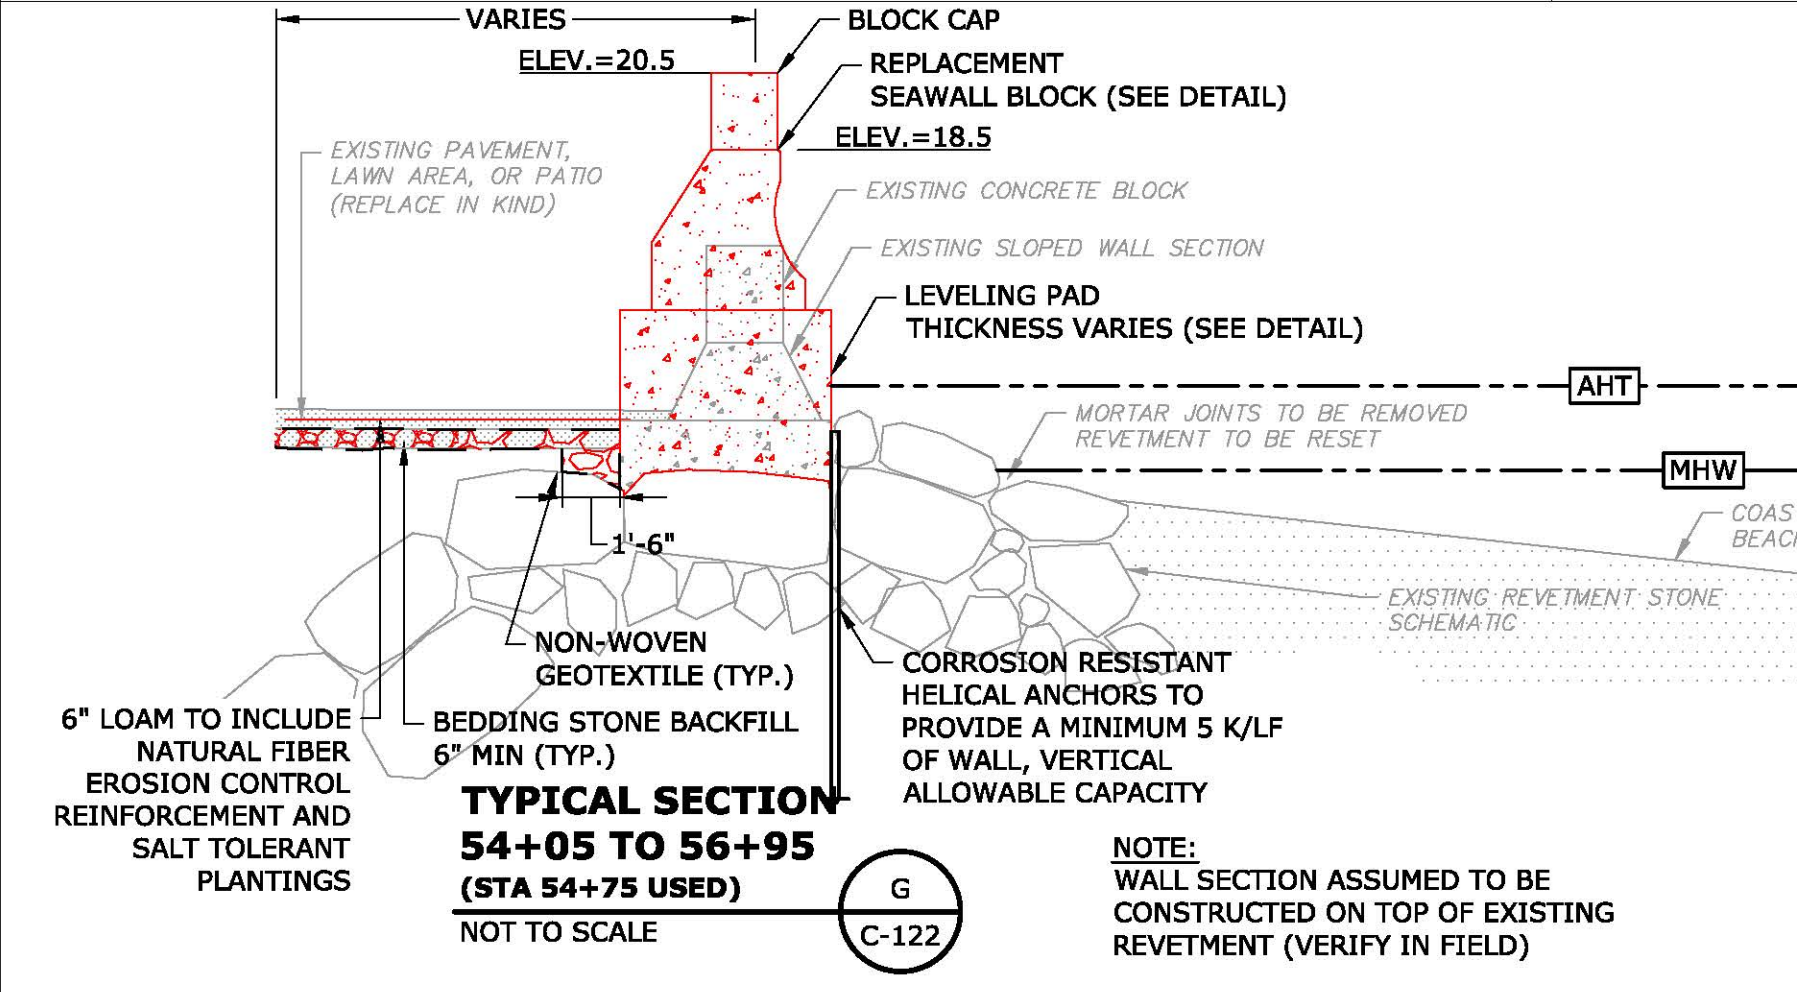 VARIES
BLOCK CAP
ELEV.=20.5
REPLACEMENT
SEAWALL BLOCK (SEE DETAIL)
ELEV.=18.5
EXISTING PAVEMENT,
LAWN AREA, OR PATIO
(REPLACE IN KIND)
EXISTING CONCRETE BLOCK
EXISTING SLOPED WALL SECTION
LEVELING PAD
THICKNESS VARIES (SEE DETAIL)
AHT
MORTAR JOINTS TO BE REMOVED
REVETMENT TO BE RESET
MHW
COAS
BEACH
1'-6"
EXISTING REVETMENT STONE
SCHEMATIC
NON-WOVEN
GEOTEXTILE (TYP.)
CORROSION RESISTANT
HELICAL ANCHORS TO
PROVIDE A MINIMUM 5 K/LF
OF WALL, VERTICAL
ALLOWABLE CAPACITY
6" LOAM TO INCLUDE
NATURAL FIBER
EROSION CONTROL
REINFORCEMENT AND
SALT TOLERANT
PLANTINGS
BEDDING STONE BACKFILL
6" MIN (TYP.)
TYPICAL SECTION
54+05 TO 56+95
(STA 54+75 USED)
NOT TO SCALE
G
C-122
NOTE:
WALL SECTION ASSUMED TO BE
CONSTRUCTED ON TOP OF EXISTING
REVETMENT (VERIFY IN FIELD)